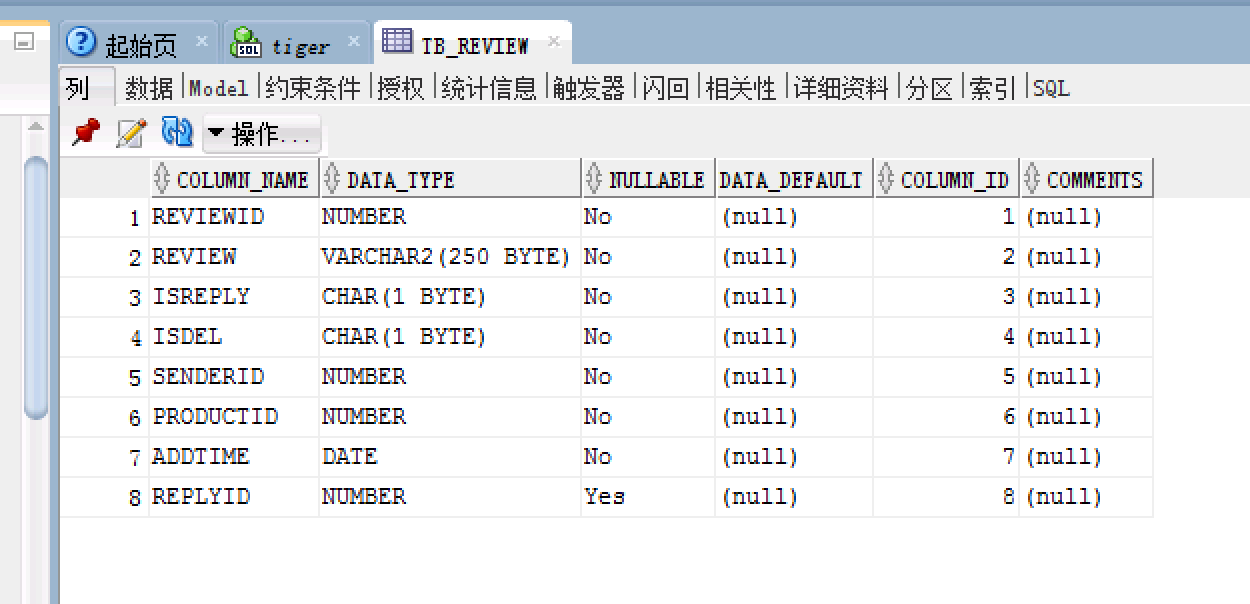 起始页 tiger TB_REVIEW
列 数据 Model 约束条件 授权 统计信息 触发器 闪回 相关性 详细资料 分区 索引 SQL
操作...
COLUMN_NAME DATA_TYPE NULLABLE DATA_DEFAULT COLUMN_ID COMMENTS
1 REVIEWID NUMBER No (null) 1 (null)
2 REVIEW VARCHAR2(250 BYTE) No (null) 2 (null)
3 ISREPLY CHAR(1 BYTE) No (null) 3 (null)
4 ISDEL CHAR(1 BYTE) No (null) 4 (null)
5 SENDERID NUMBER No (null) 5 (null)
6 PRODUCTID NUMBER No (null) 6 (null)
7 ADDTIME DATE No (null) 7 (null)
8 REPLYID NUMBER Yes (null) 8 (null)